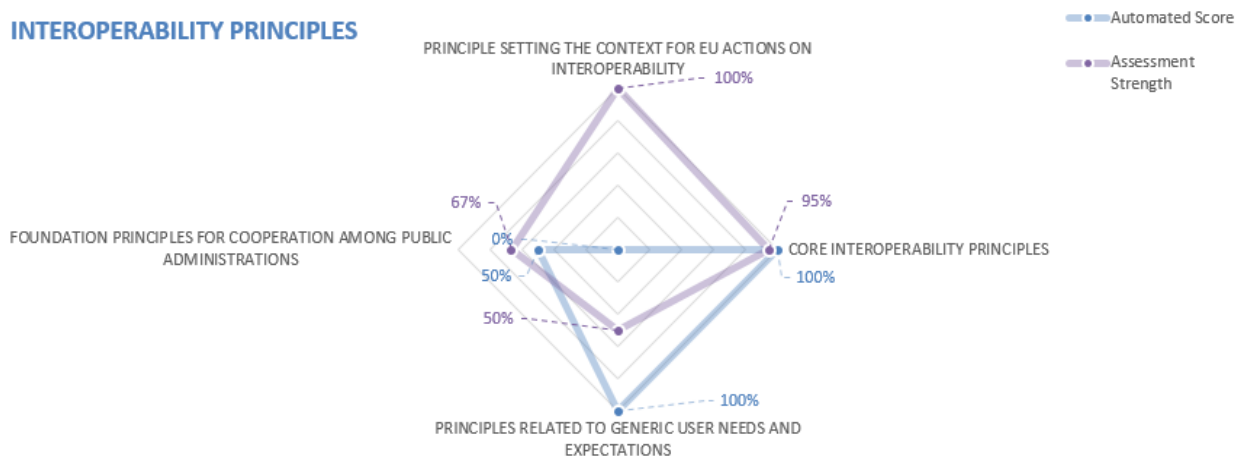 INTEROPERABILITY PRINCIPLES
Automated Score
Assessment
Strength
PRINCIPLE SETTING THE CONTEXT FOR EU ACTIONS ON
INTEROPERABILITY
100%
67%
95%
FOUNDATION PRINCIPLES FOR COOPERATION AMONG PUBLIC
ADMINISTRATIONS
0%
CORE INTEROPERABILITY PRINCIPLES
50%
100%
50%
100%
PRINCIPLES RELATED TO GENERIC USER NEEDS AND
EXPECTATIONS